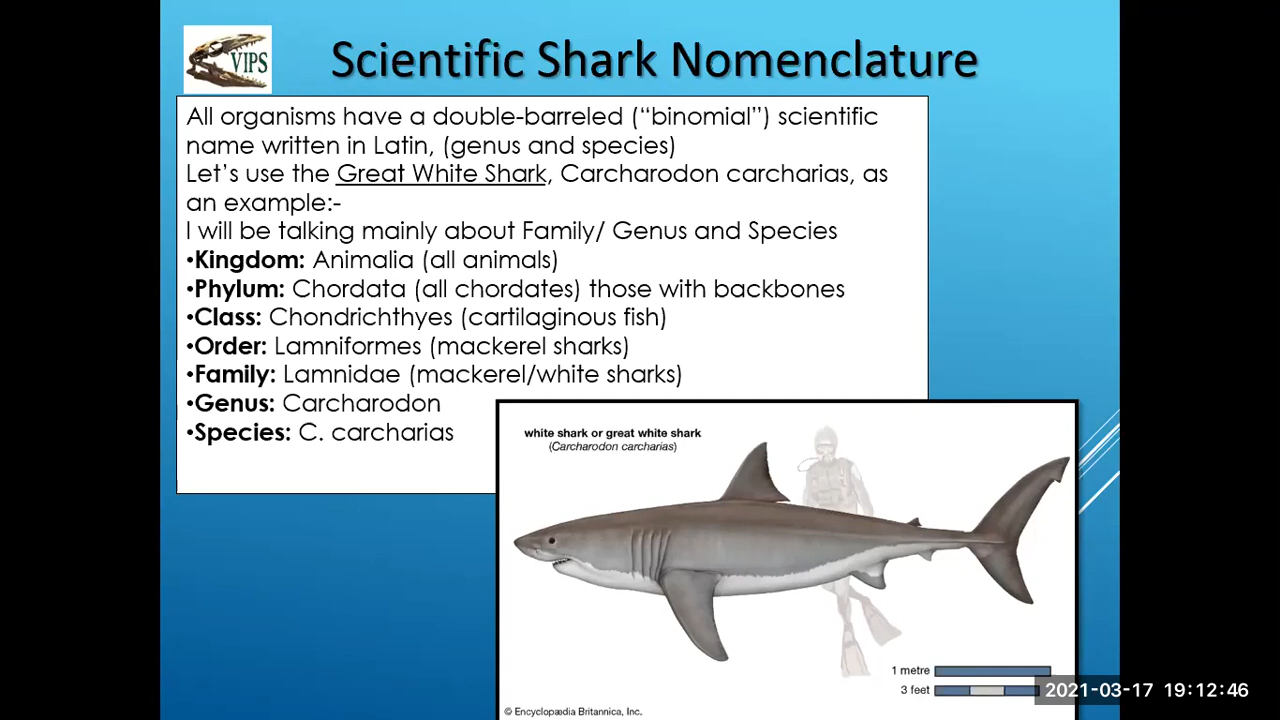 VIPS
Scientific Shark Nomenclature
All organisms have a double-barreled (“binomial”) scientific
name written in Latin, (genus and species)
Let’s use the Great White Shark, Carcharodon carcharias, as
an example:-
I will be talking mainly about Family/ Genus and Species
•Kingdom: Animalia (all animals)
•Phylum: Chordata (all chordates) those with backbones
•Class: Chondrichthyes (cartilaginous fish)
•Order: Lamniformes (mackerel sharks)
•Family: Lamnidae (mackerel/white sharks)
•Genus: Carcharodon
•Species: C. carcharias
white shark or great white shark
(Carcharodon carcharias)
1 metre
3 feet
2021-03-17 19:12:46
© Encyclopædia Britannica, Inc.